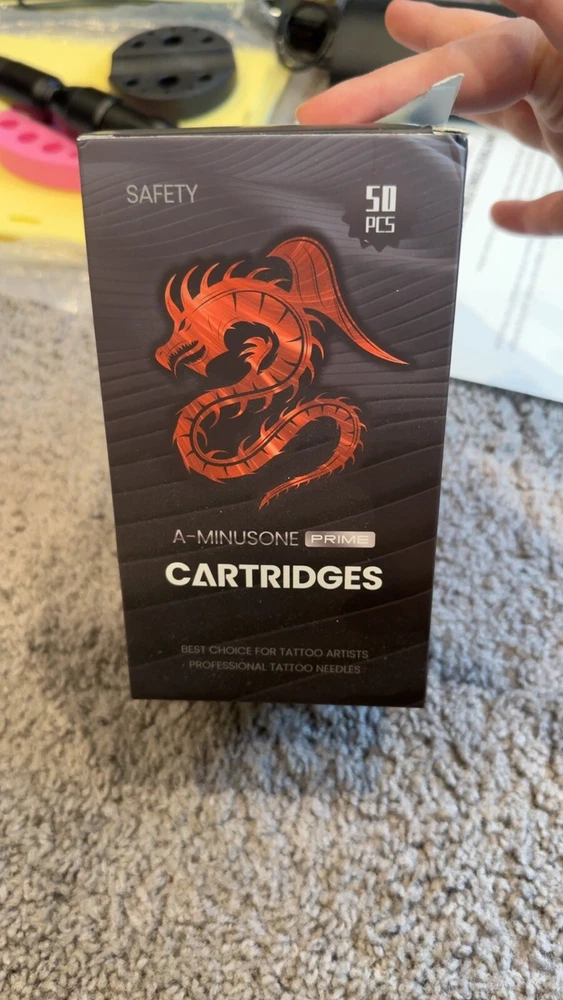 SAFETY
50
PCS
A-MINUSONE PRIME
CARTRIDGES
BEST CHOICE FOR TATTOO ARTISTS
PROFESSIONAL TATTOO NEEDLES